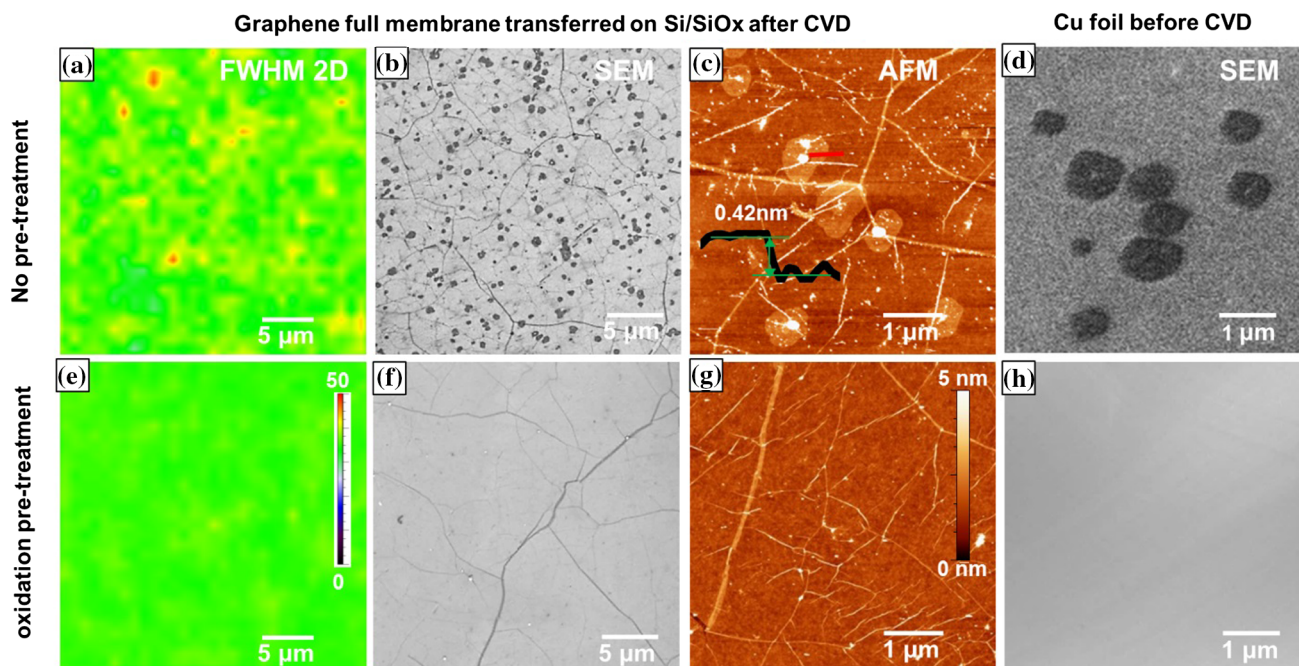 Graphene full membrane transferred on Si/SiOx after CVD
Cu foil before CVD
No pre-treatment
(a)
FWHM 2D
5 µm
(b)
SEM
5 µm
(c)
AFM
0.42nm
1 µm
(d)
SEM
1 µm
oxidation pre-treatment
(e)
50
0
5 µm
(f)
5 µm
(g)
5 nm
0 nm
1 µm
(h)
1 µm